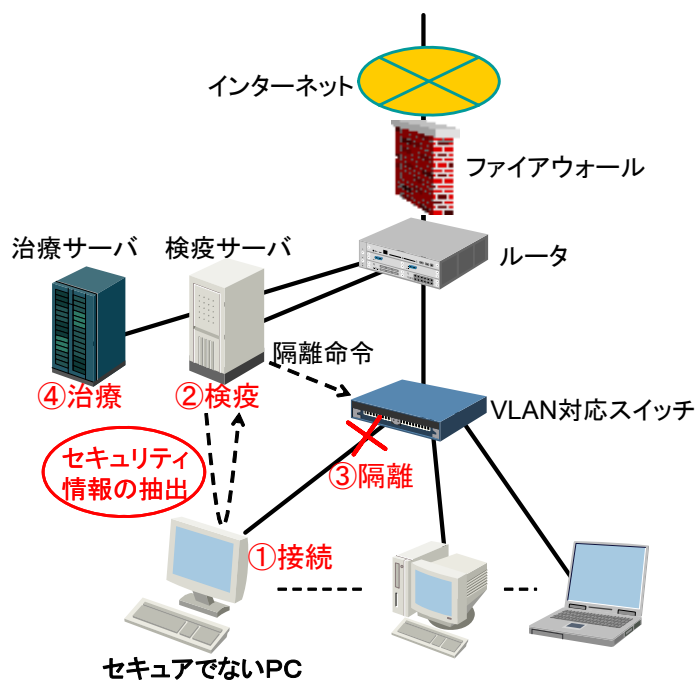 インターネット
ファイアウォール
治療サーバ
検疫サーバ
ルータ
隔離命令
④治療
②検疫
VLAN対応スイッチ
セキュリティ
情報の抽出
③隔離
①接続
セキュアでないPC